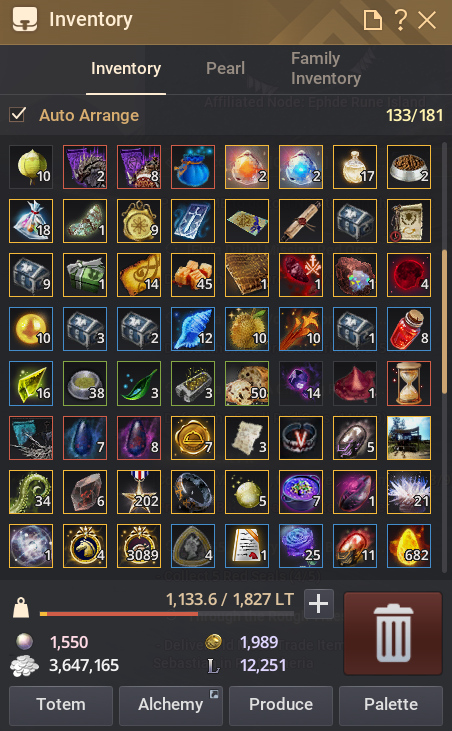 Inventory
?
Inventory Pearl Family Inventory
Auto Arrange 133/181
10 2 8 2 2 17 2
18 1 9
9 1 14 45 1 1 1 4
10 3 2 12 10 10 1 8
16 38 3 3 50 14 1
7 8 7 3 5
34 6 202 5 7 1 21
1 4 3089 4 1 25 11 682
1,133.6 / 1,827 LT +
1,550 1,989
3,647,165 L 12,251
Totem Alchemy Produce Palette